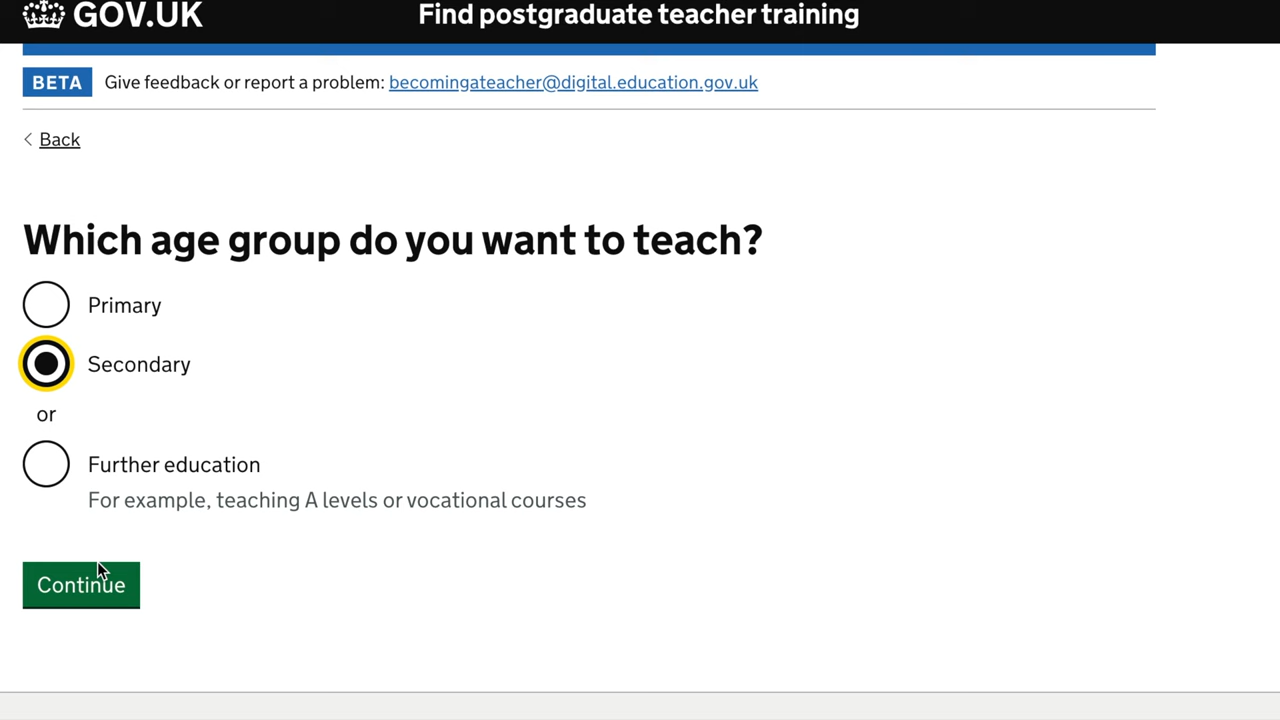 GOV.UK
Find postgraduate teacher training
BETA
Give feedback or report a problem: becomingateacher@digital.education.gov.uk
Back
Which age group do you want to teach?
Primary
Secondary
or
Further education
For example, teaching A levels or vocational courses
Continue